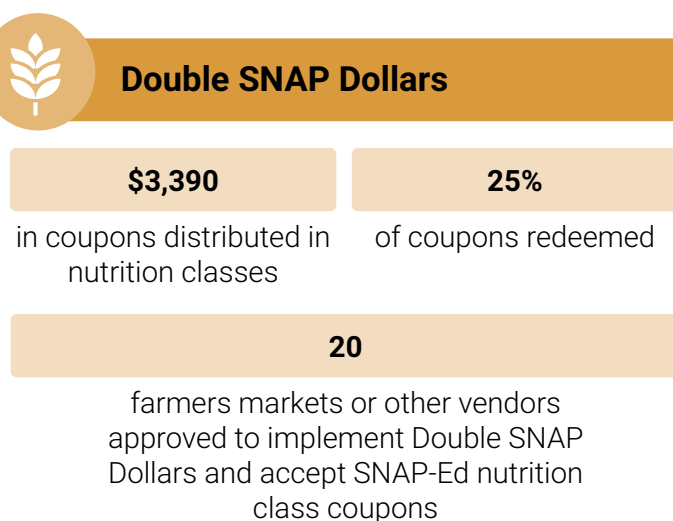 Double SNAP Dollars
$3,390
in coupons distributed in
nutrition classes
25%
of coupons redeemed
20
farmers markets or other vendors
approved to implement Double SNAP
Dollars and accept SNAP-Ed nutrition
class coupons